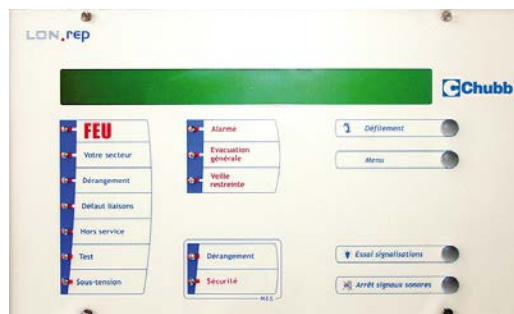 LON.rep
Chubb
FEU
Votre secteur
Dérangement
Défaut liaisons
Hors service
Test
Sous-tension
Alarme
Evacuation
générale
Veille
restreinte
Dérangement
Sécurité
M.E.S
Défilement
Menu
Essai signalisations
Arrêt signaux sonores